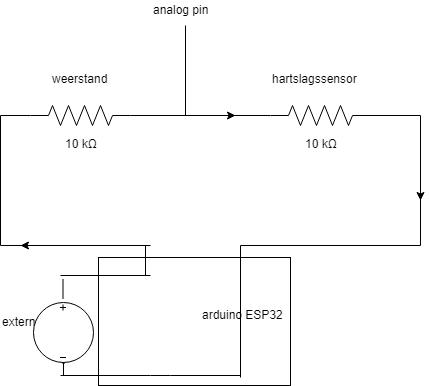 analog pin
weerstand
hartslagssensor
10 kΩ
10 kΩ
+
extern
arduino ESP32
−